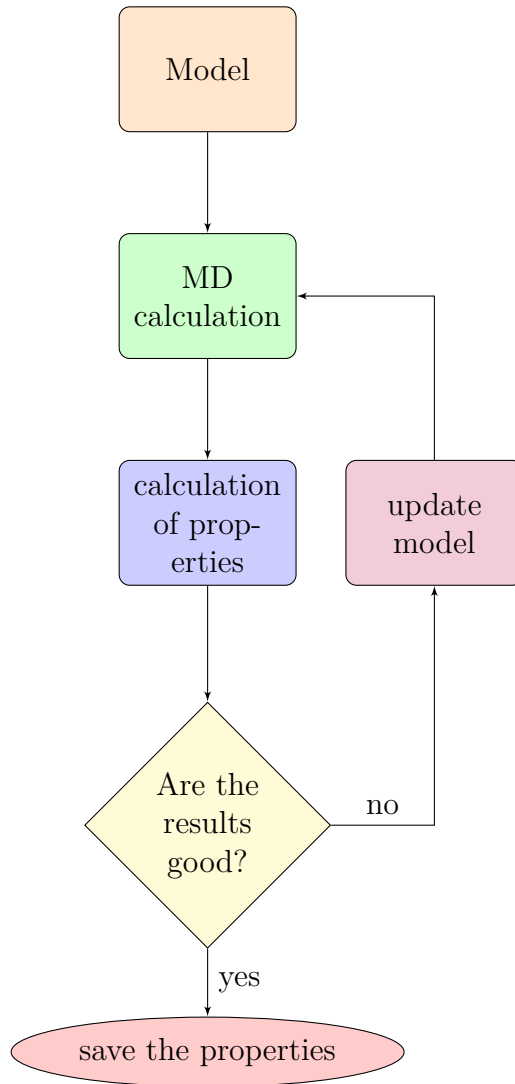 Model
MD
calculation
calculation
of prop-
erties
update
model
Are the
results
good?
no
yes
save the properties